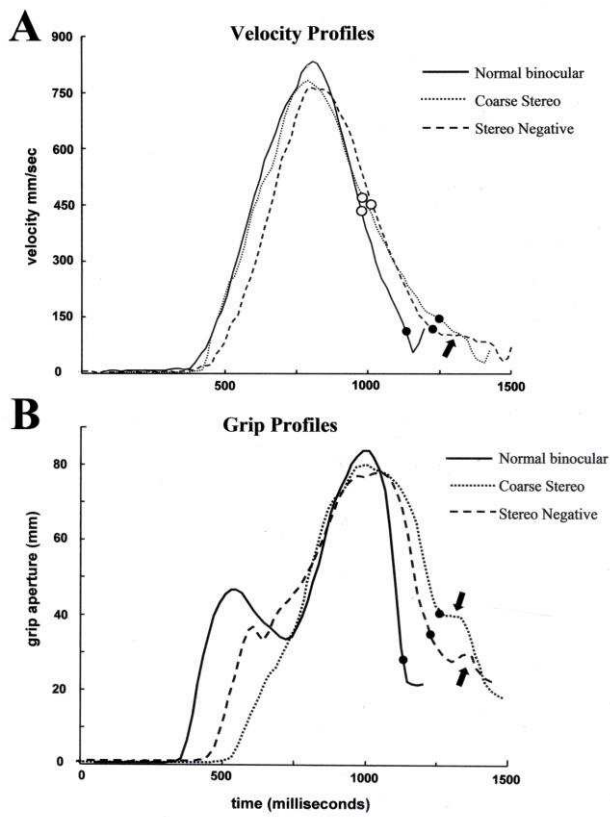 A
Velocity Profiles
900
750
600
450
300
150
0
velocity mm/sec
Normal binocular
Coarse Stereo
Stereo Negative
500
1000
1500
B
Grip Profiles
80
60
40
20
0
grip aperture (mm)
Normal binocular
Coarse Stereo
Stereo Negative
0
500
1000
1500
time (milliseconds)